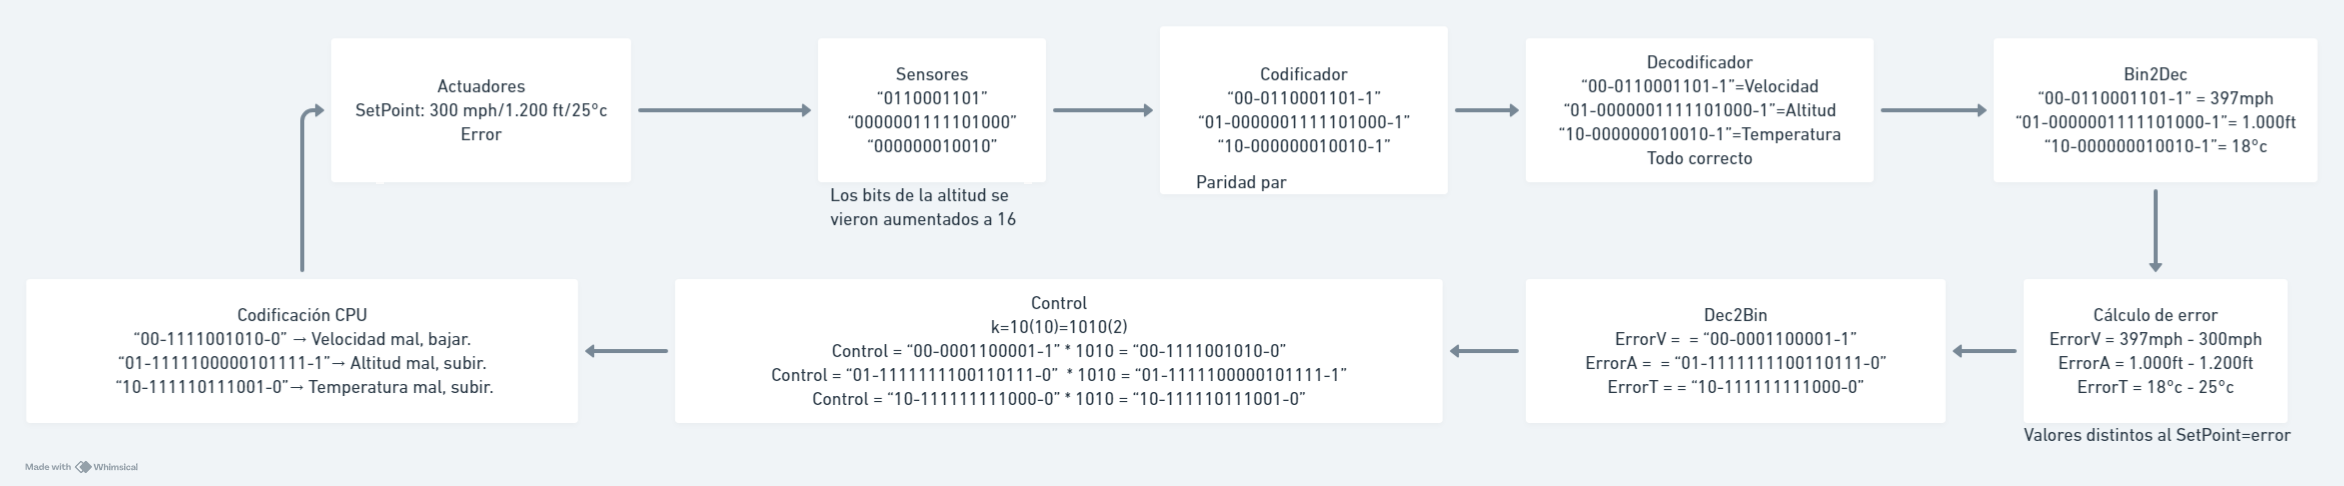 Actuadores
SetPoint: 300 mph/1.200 ft/25°c
Error
Sensores
“0110001101”
“0000001111101000”
“000000010010”
Los bits de la altitud se
vieron aumentados a 16
Codificador
“00-0110001101-1”
“01-0000001111101000-1”
“10-000000010010-1”
Paridad par
Decodificador
“00-0110001101-1”=Velocidad
“01-0000001111101000-1”=Altitud
“10-000000010010-1”=Temperatura
Todo correcto
Bin2Dec
“00-0110001101-1” = 397mph
“01-0000001111101000-1”= 1.000ft
“10-000000010010-1”= 18°c
Codificación CPU
“00-1111001010-0” → Velocidad mal, bajar.
“01-1111100000101111-1”→ Altitud mal, subir.
“10-111110111001-0”→ Temperatura mal, subir.
Control
k=10(10)=1010(2)
Control = “00-0001100001-1” * 1010 = “00-1111001010-0”
Control = “01-1111111100110111-0” * 1010 = “01-1111100000101111-1”
Control = “10-111111111000-0” * 1010 = “10-111110111001-0”
Dec2Bin
ErrorV = = “00-0001100001-1”
ErrorA = = “01-1111111100110111-0”
ErrorT = = “10-111111111000-0”
Cálculo de error
ErrorV = 397mph - 300mph
ErrorA = 1.000ft - 1.200ft
ErrorT = 18°c - 25°c
Valores distintos al SetPoint=error
Made with Whimsical